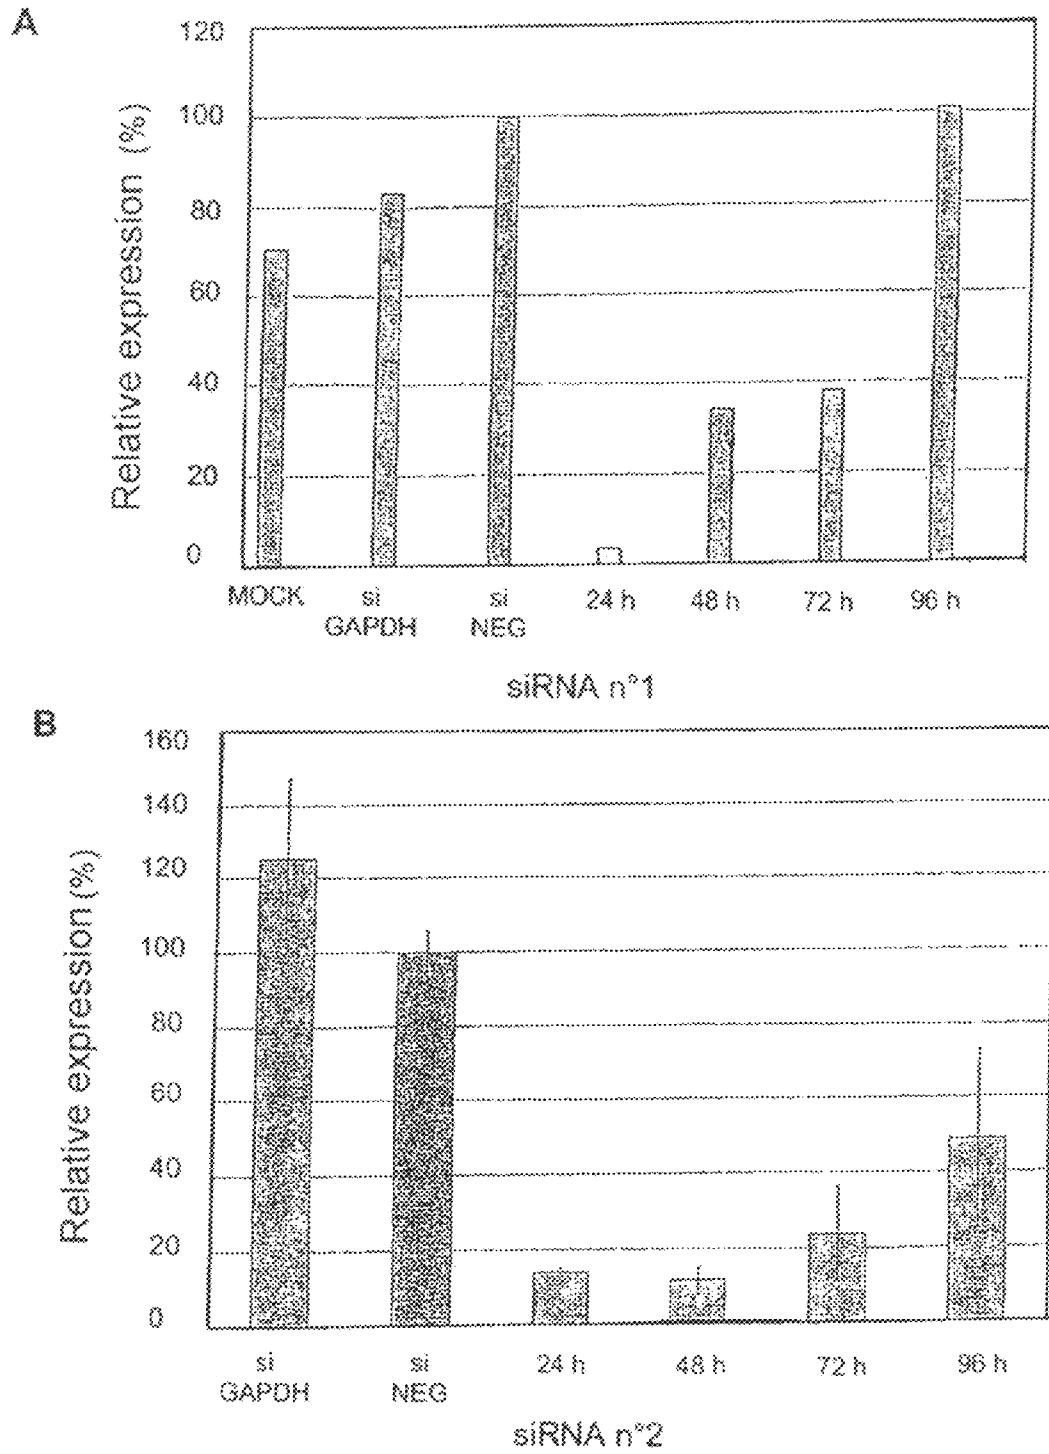 A
120
100
80
60
40
20
0
Relative expression (%)
MOCK
si
GAPDH
si
NEG
24 h
48 h
72 h
96 h
siRNA n°1
B
160
140
120
100
80
60
40
20
0
Relative expression (%)
si
GAPDH
si
NEG
24 h
48 h
72 h
96 h
siRNA n°2